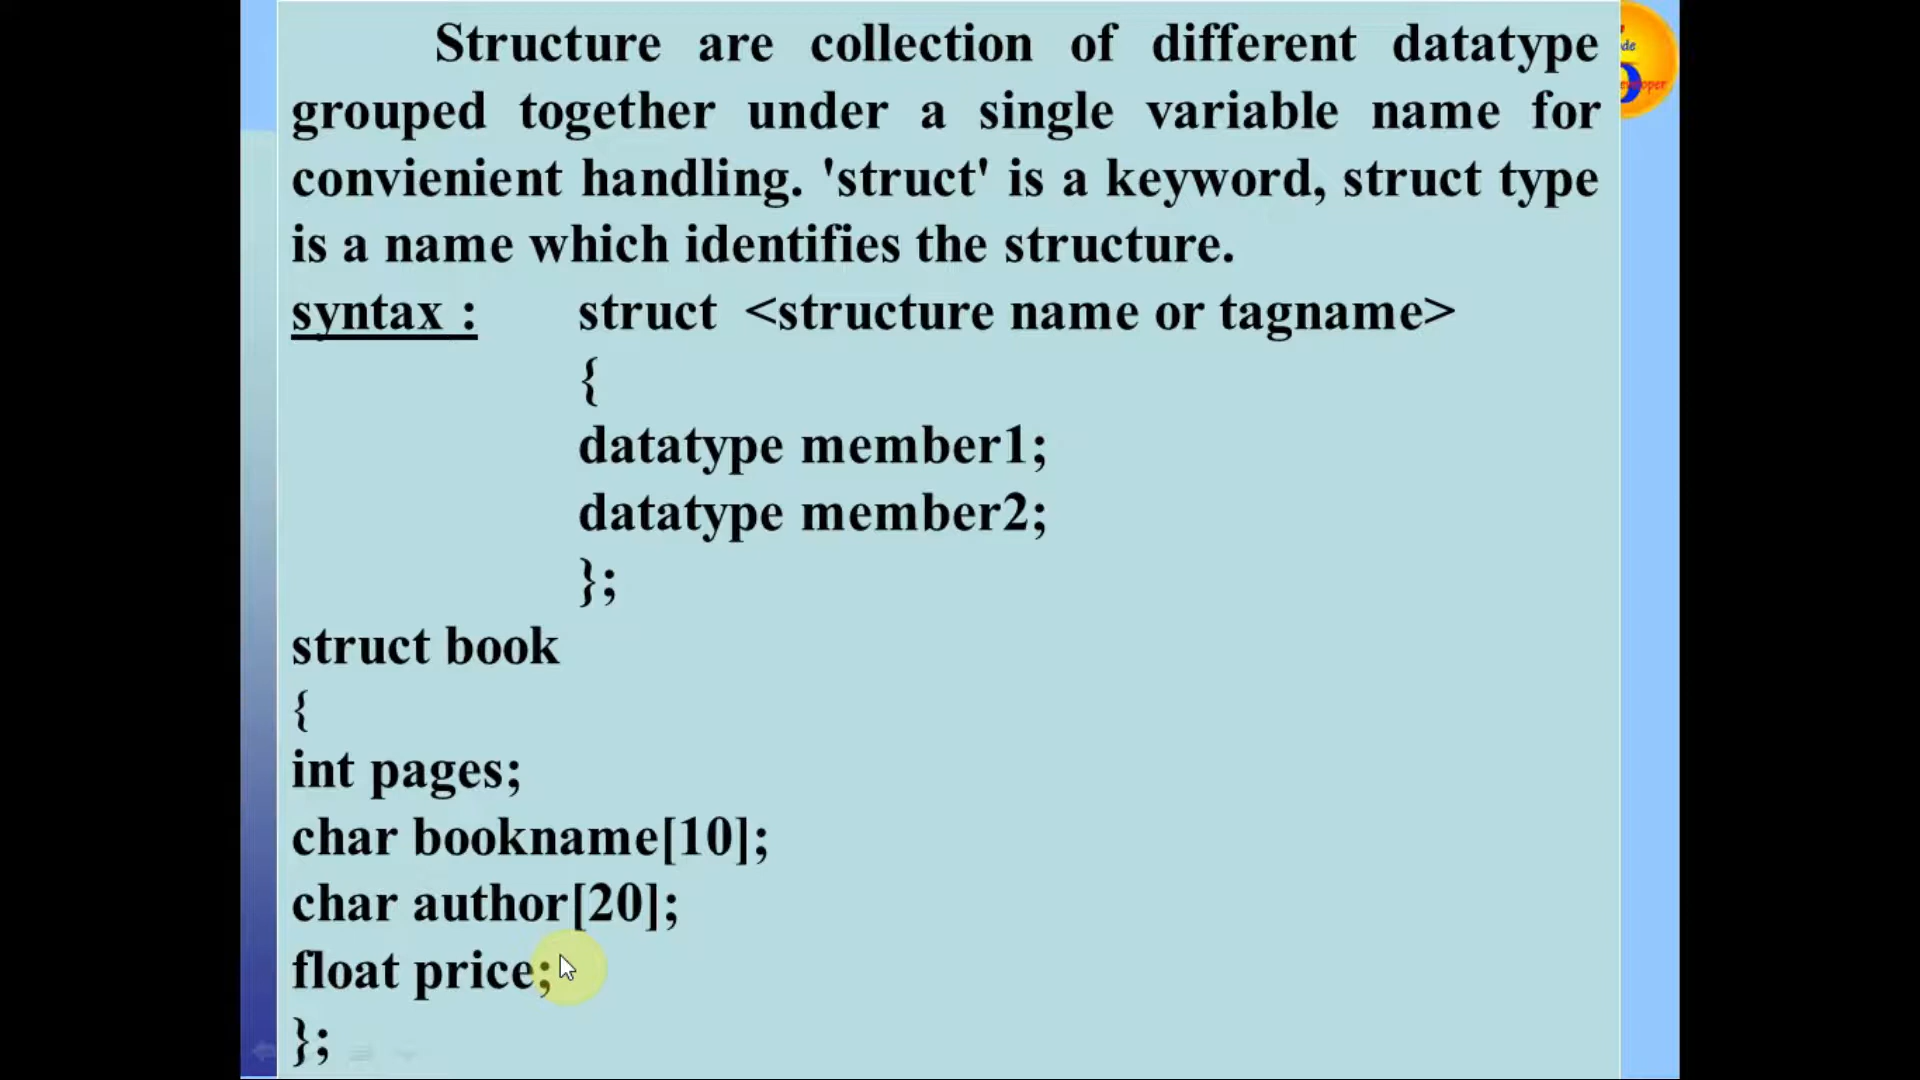 Structure are collection of different datatype
grouped together under a single variable name for
convienient handling. 'struct' is a keyword, struct type
is a name which identifies the structure.
syntax : struct <structure name or tagname>
{
datatype member1;
datatype member2;
};
struct book
{
int pages;
char bookname[10];
char author[20];
float price;
};